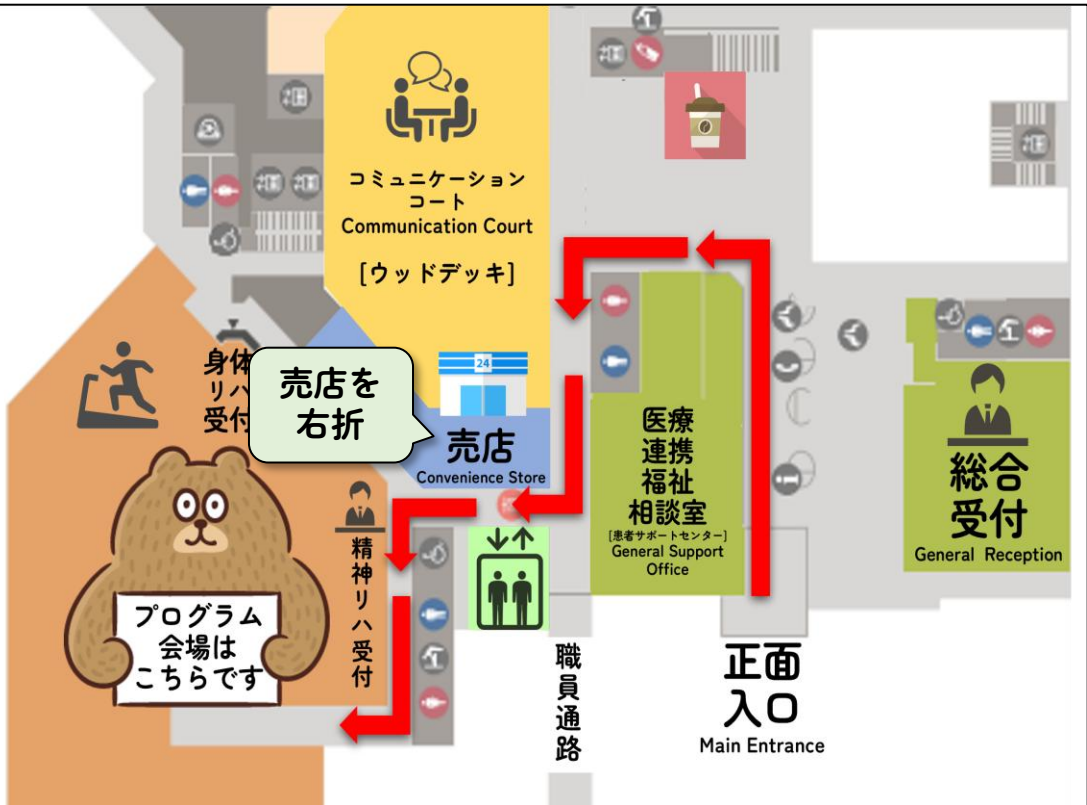 コミュニケーション
コート
Communication Court
[ウッドデッキ]
身体
リハ
受付
売店を
右折
24
売店
Convenience Store
医療
連携
福祉
相談室
[患者サポートセンター]
General Support
Office
総合
受付
General Reception
精神リハ受付
プログラム
会場は
こちらです
職員通路
正面
入口
Main Entrance